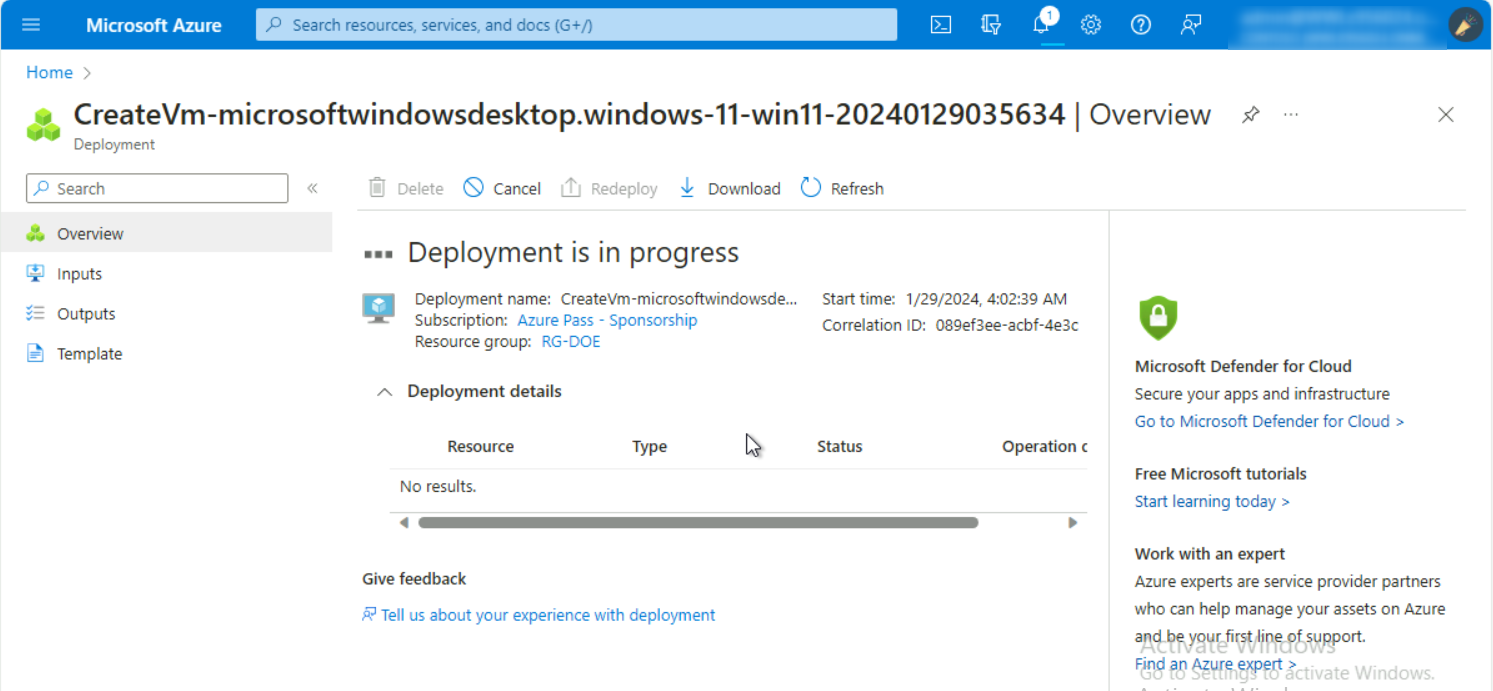 Microsoft Azure
Search resources, services, and docs (G+/)
1
Home
CreateVm-microsoftwindowsdesktop.windows-11-win11-20240129035634 | Overview
Deployment
Search
Delete
Cancel
Redeploy
Download
Refresh
Overview
Inputs
Outputs
Template
Deployment is in progress
Deployment name: CreateVm-microsoftwindowsde...
Subscription: Azure Pass - Sponsorship
Resource group: RG-DOE
Start time: 1/29/2024, 4:02:39 AM
Correlation ID: 089ef3ee-acbf-4e3c
Deployment details
Resource Type Status Operation
No results.
Give feedback
Tell us about your experience with deployment
Microsoft Defender for Cloud
Secure your apps and infrastructure
Go to Microsoft Defender for Cloud >
Free Microsoft tutorials
Start learning today >
Work with an expert
Azure experts are service provider partners
who can help manage your assets on Azure
and be your first line of support.
Find an Azure expert >
Activate Windows
Go to Settings to activate Windows.